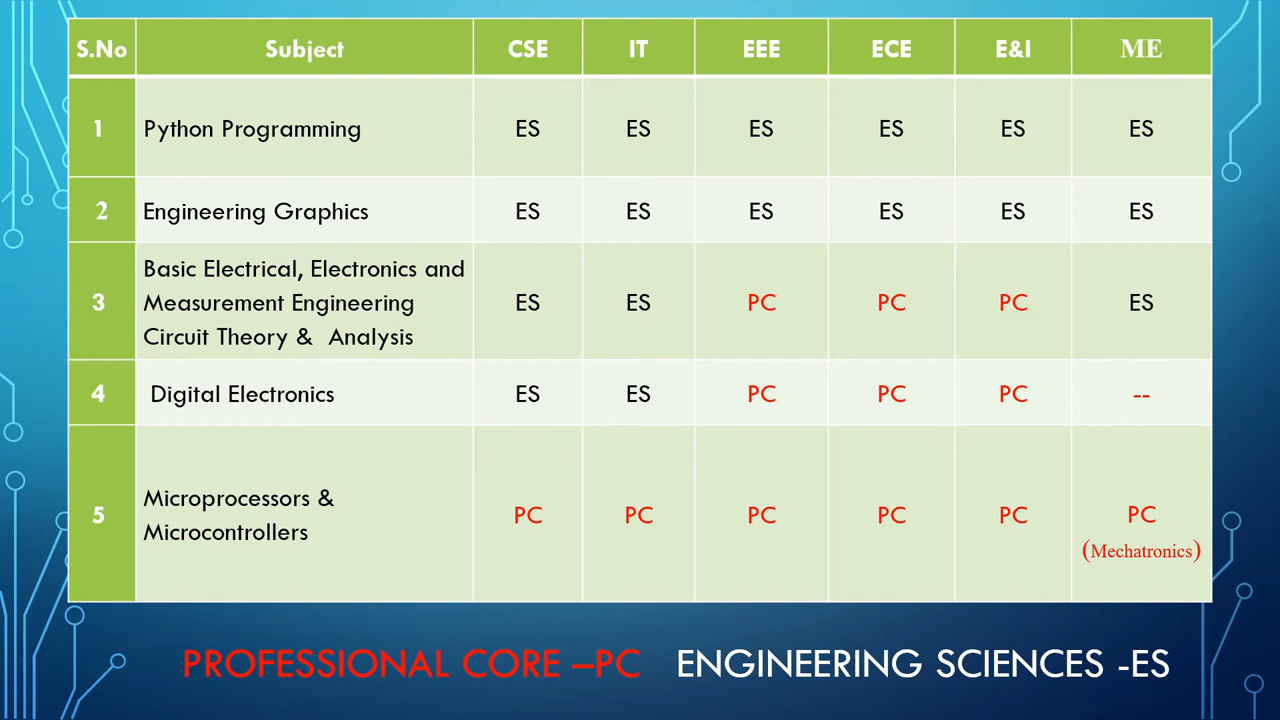 S.No Subject CSE IT EEE ECE E&I ME
1 Python Programming ES ES ES ES ES ES
2 Engineering Graphics ES ES ES ES ES ES
Basic Electrical, Electronics and
3 Measurement Engineering ES ES PC PC PC ES
Circuit Theory & Analysis
4 Digital Electronics ES ES PC PC PC --
Microprocessors &
5 Microcontrollers PC PC PC PC PC PC
(Mechatronics)
PROFESSIONAL CORE –PC ENGINEERING SCIENCES -ES